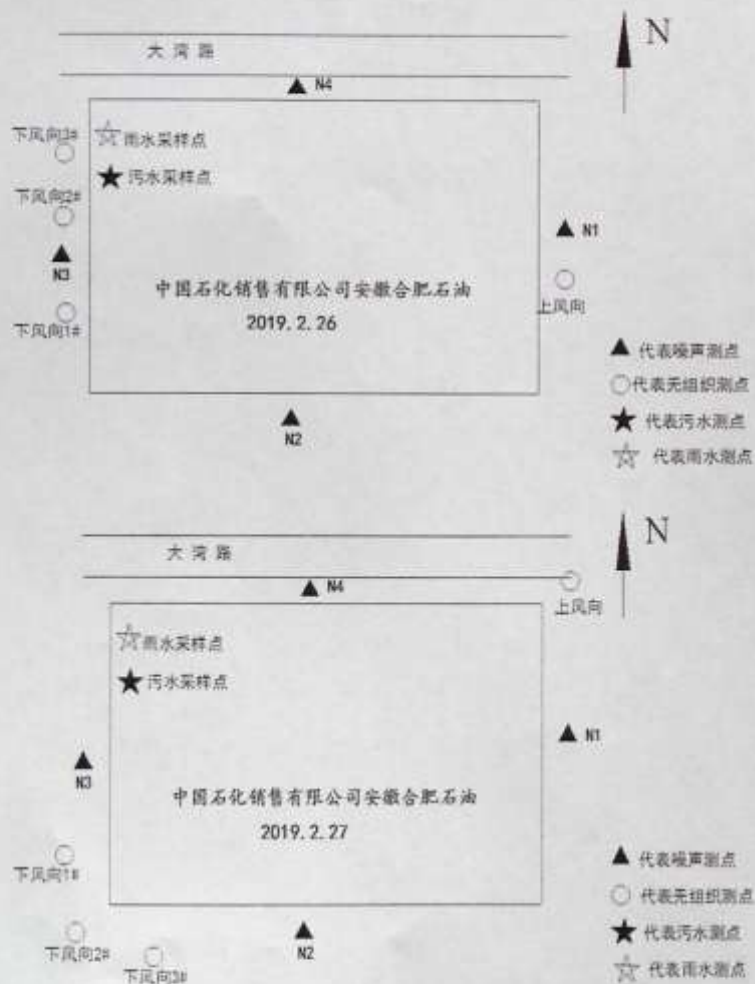 N
大湾路
N4
下风向3#
雨水采样点
污水采样点
下风向2#
N1
N3
中国石化销售有限公司安徽合肥石油
上风向
2019.2.26
下风向1#
代表噪声测点
代表无组织测点
N2
代表污水测点
代表雨水测点
N
大湾路
N4
上风向
雨水采样点
污水采样点
N1
N3
中国石化销售有限公司安徽合肥石油
2019.2.27
下风向1#
代表噪声测点
代表无组织测点
N2
代表污水测点
下风向2#
下风向3#
代表雨水测点